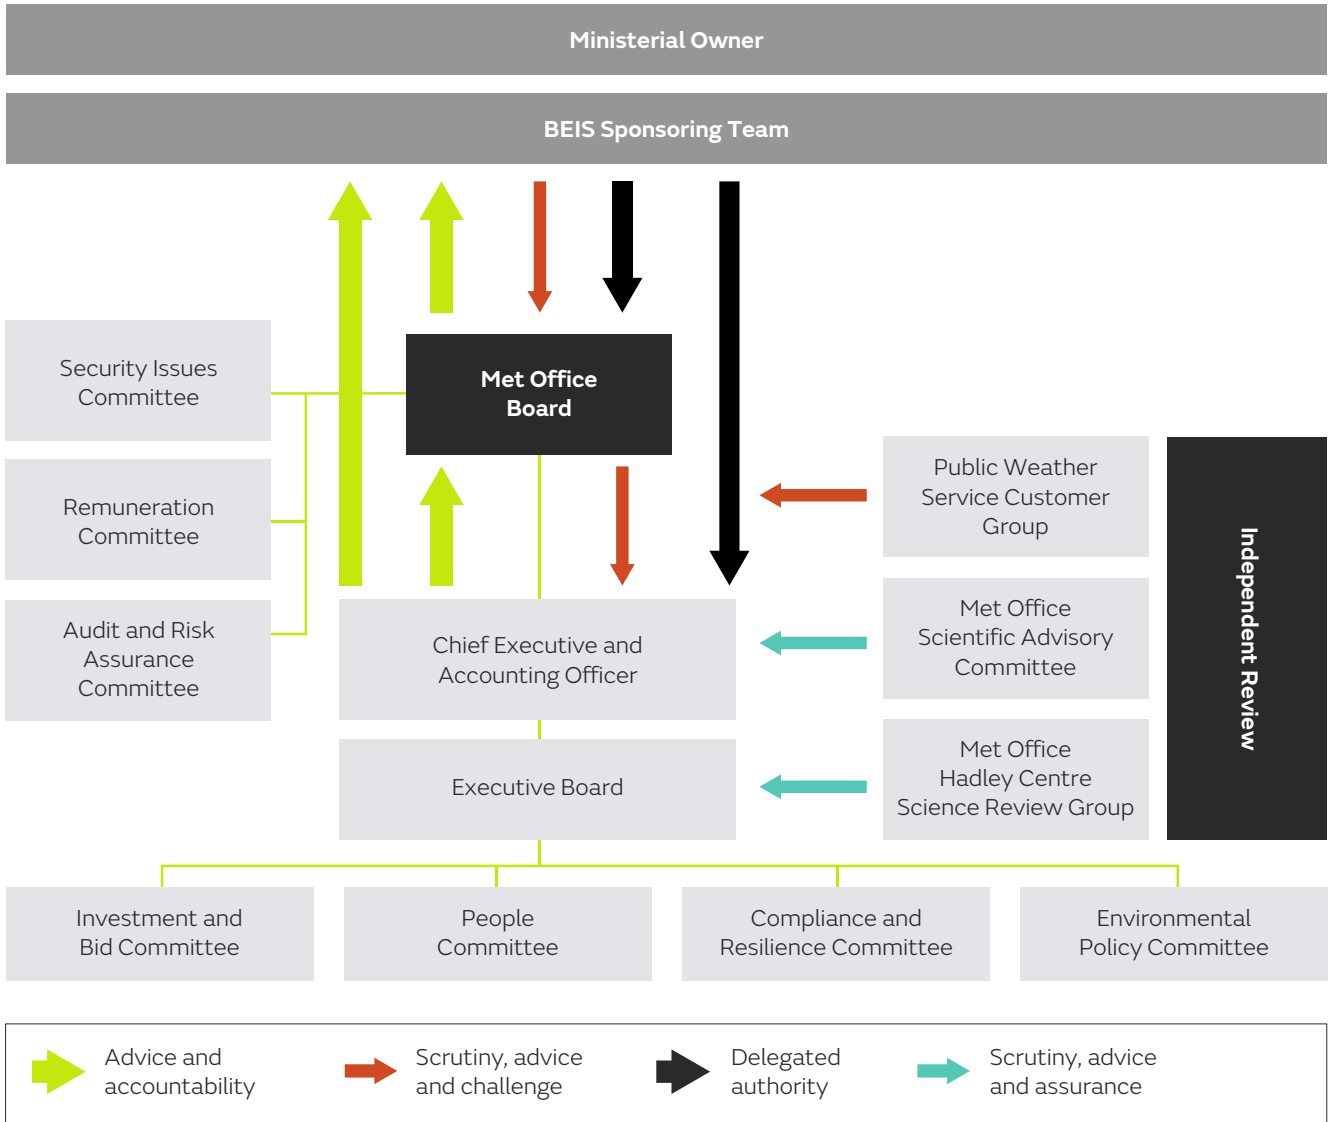 Ministerial Owner
BEIS Sponsoring Team
Met Office
Board
Security Issues
Committee
Remuneration
Committee
Audit and Risk
Assurance
Committee
Chief Executive and
Accounting Officer
Executive Board
Public Weather
Service Customer
Group
Met Office
Scientific Advisory
Committee
Met Office
Hadley Centre
Science Review Group
Independent Review
Investment and
Bid Committee
People
Committee
Compliance and
Resilience Committee
Environmental
Policy Committee
Advice and
accountability
Scrutiny, advice
and challenge
Delegated
authority
Scrutiny, advice
and assurance